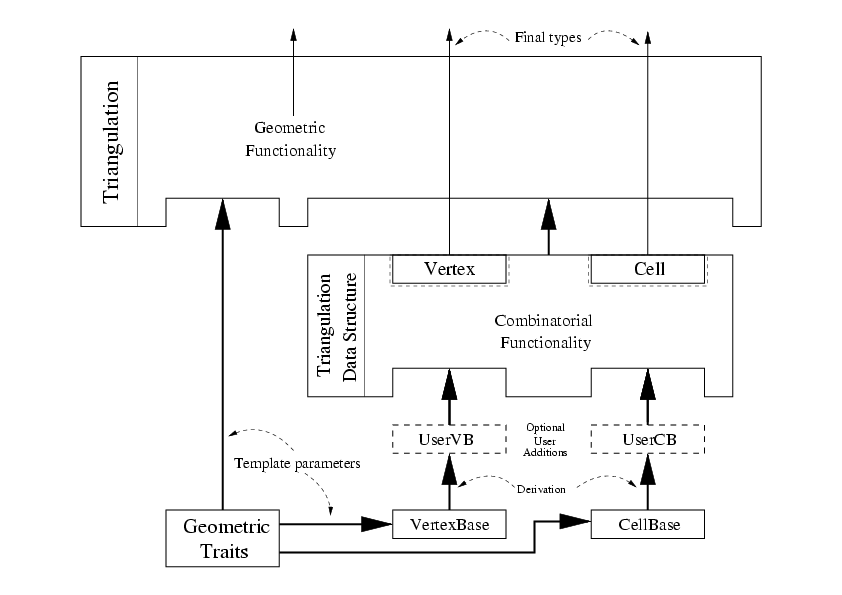 Final types
Triangulation
Geometric
Functionality
Vertex
Cell
Triangulation
Data Structure
Combinatorial
Functionality
UserVB
Optional
User
Additions
UserCB
Template parameters
Derivation
Geometric
Traits
VertexBase
CellBase